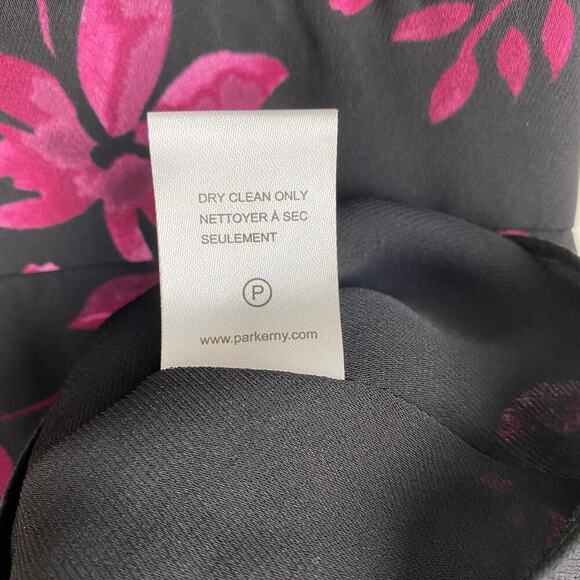 DRY CLEAN ONLY
NETTOYER À SEC
SEULEMENT
P
www.parkerny.com